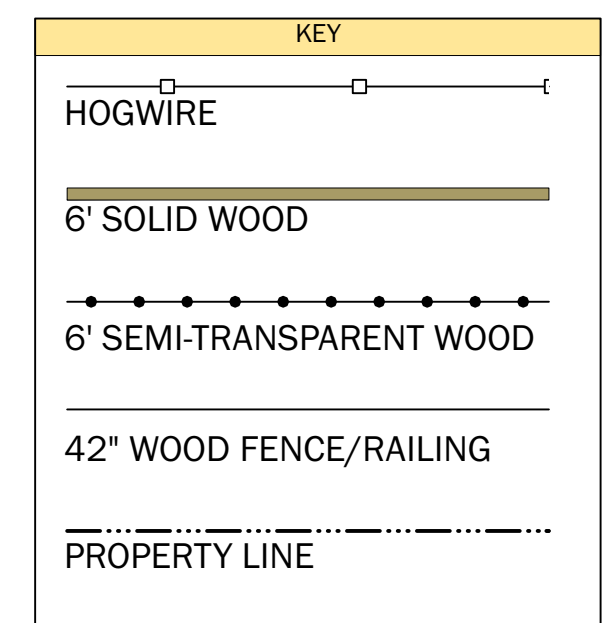 KEY
HOGWIRE
6' SOLID WOOD
6' SEMI-TRANSPARENT WOOD
42" WOOD FENCE/RAILING
PROPERTY LINE